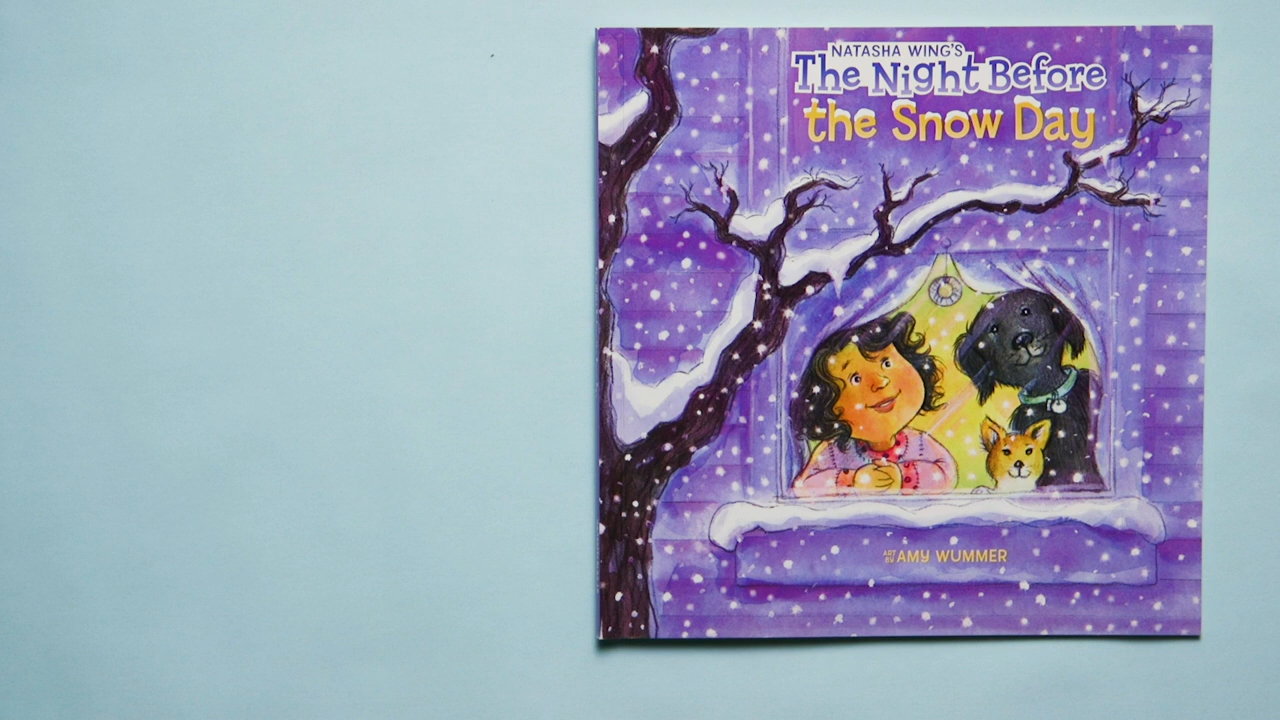 NATASHA WING'S
The Night Before
the Snow Day
ART BY AMY WUMMER